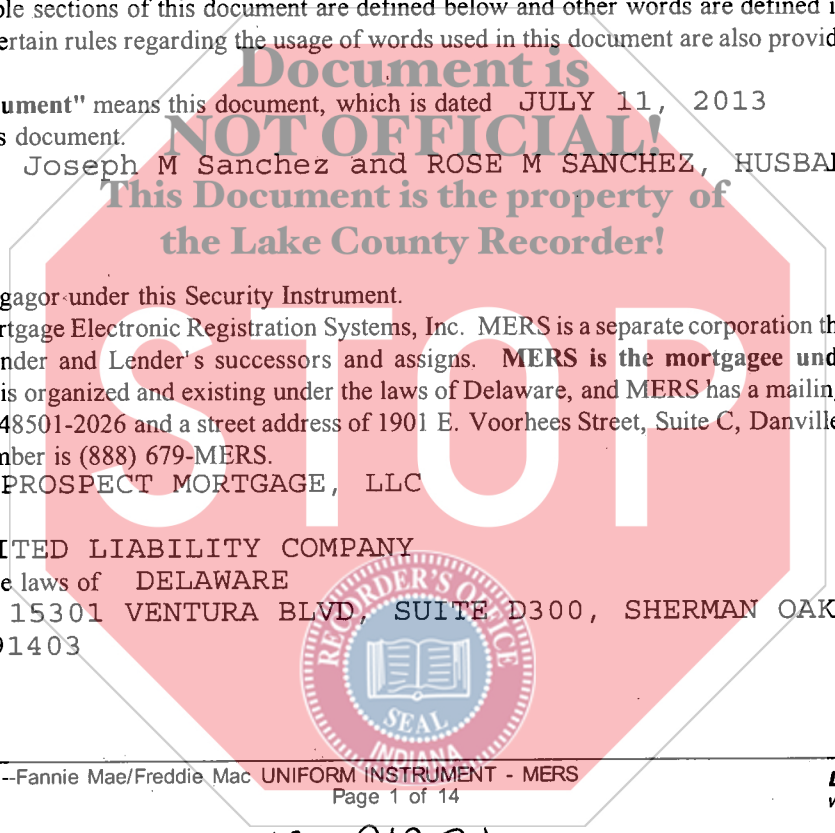 ole sections of this document are defined below and other words are defined i
ertain rules regarding the usage of words used in this document are also provid
Document is
ument" means this document, which is dated JULY 11, 2013
s document.
NOT OFFICIAL!
Joseph M Sanchez and ROSE M SANCHEZ, HUSBA
This Document is the property of
the Lake County Recorder!
gagor under this Security Instrument.
rtgage Electronic Registration Systems, Inc. MERS is a separate corporation th
nder and Lender's successors and assigns. MERS is the mortgagee und
is organized and existing under the laws of Delaware, and MERS has a mailin
48501-2026 and a street address of 1901 E. Voorhees Street, Suite C, Danville
mber is (888) 679-MERS.
STOP
PROSPECT MORTGAGE, LLC
ITED LIABILITY COMPANY
e laws of DELAWARE
15301 VENTURA BLVD, SUITE D300, SHERMAN OAK
91403
RECORDER'S OFFICE
SEAL
INDIANA
--Fannie Mae/Freddie Mac UNIFORM INSTRUMENT - MERS
Page 1 of 14